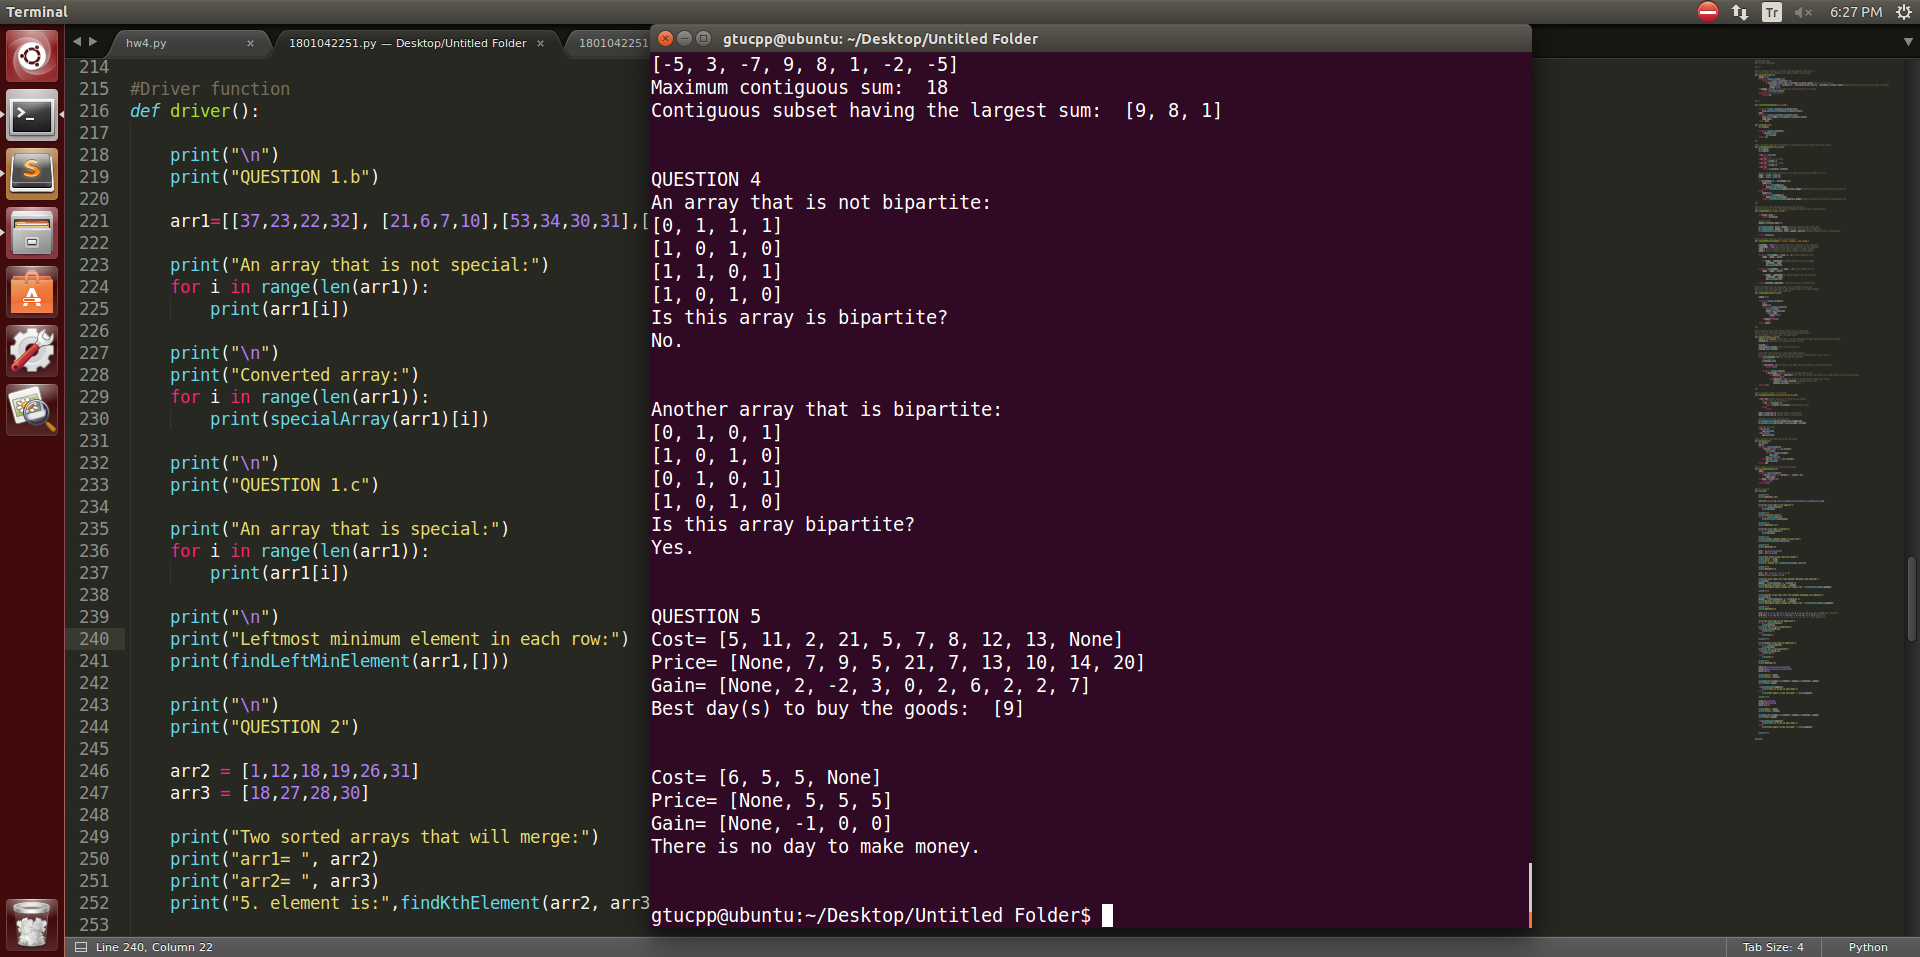 Terminal
Tr
6:27 PM
hw4.py ×
1801042251.py — Desktop/Untitled Folder ×
1801042251
214
215 #Driver function
216 def driver():
217
218 print("\n")
219 print("QUESTION 1.b")
220
221 arr1=[[37,23,22,32], [21,6,7,10],[53,34,30,31],[
222
223 print("An array that is not special:")
224 for i in range(len(arr1)):
225 print(arr1[i])
226
227 print("\n")
228 print("Converted array:")
229 for i in range(len(arr1)):
230 print(specialArray(arr1)[i])
231
232 print("\n")
233 print("QUESTION 1.c")
234
235 print("An array that is special:")
236 for i in range(len(arr1)):
237 print(arr1[i])
238
239 print("\n")
240 print("Leftmost minimum element in each row:")
241 print(findLeftMinElement(arr1,[]))
242
243 print("\n")
244 print("QUESTION 2")
245
246 arr2 = [1,12,18,19,26,31]
247 arr3 = [18,27,28,30]
248
249 print("Two sorted arrays that will merge:")
250 print("arr1= ", arr2)
251 print("arr2= ", arr3)
252 print("5. element is:",findKthElement(arr2, arr3
253
gtucpp@ubuntu: ~/Desktop/Untitled Folder
[-5, 3, -7, 9, 8, 1, -2, -5]
Maximum contiguous sum:  18
Contiguous subset having the largest sum:  [9, 8, 1]
QUESTION 4
An array that is not bipartite:
[0, 1, 1, 1]
[1, 0, 1, 0]
[1, 1, 0, 1]
[1, 0, 1, 0]
Is this array is bipartite?
No.
Another array that is bipartite:
[0, 1, 0, 1]
[1, 0, 1, 0]
[0, 1, 0, 1]
[1, 0, 1, 0]
Is this array bipartite?
Yes.
QUESTION 5
Cost= [5, 11, 2, 21, 5, 7, 8, 12, 13, None]
Price= [None, 7, 9, 5, 21, 7, 13, 10, 14, 20]
Gain= [None, 2, -2, 3, 0, 2, 6, 2, 2, 7]
Best day(s) to buy the goods:  [9]
Cost= [6, 5, 5, None]
Price= [None, 5, 5, 5]
Gain= [None, -1, 0, 0]
There is no day to make money.
gtucpp@ubuntu:~/Desktop/Untitled Folder$
Line 240, Column 22
Tab Size: 4
Python